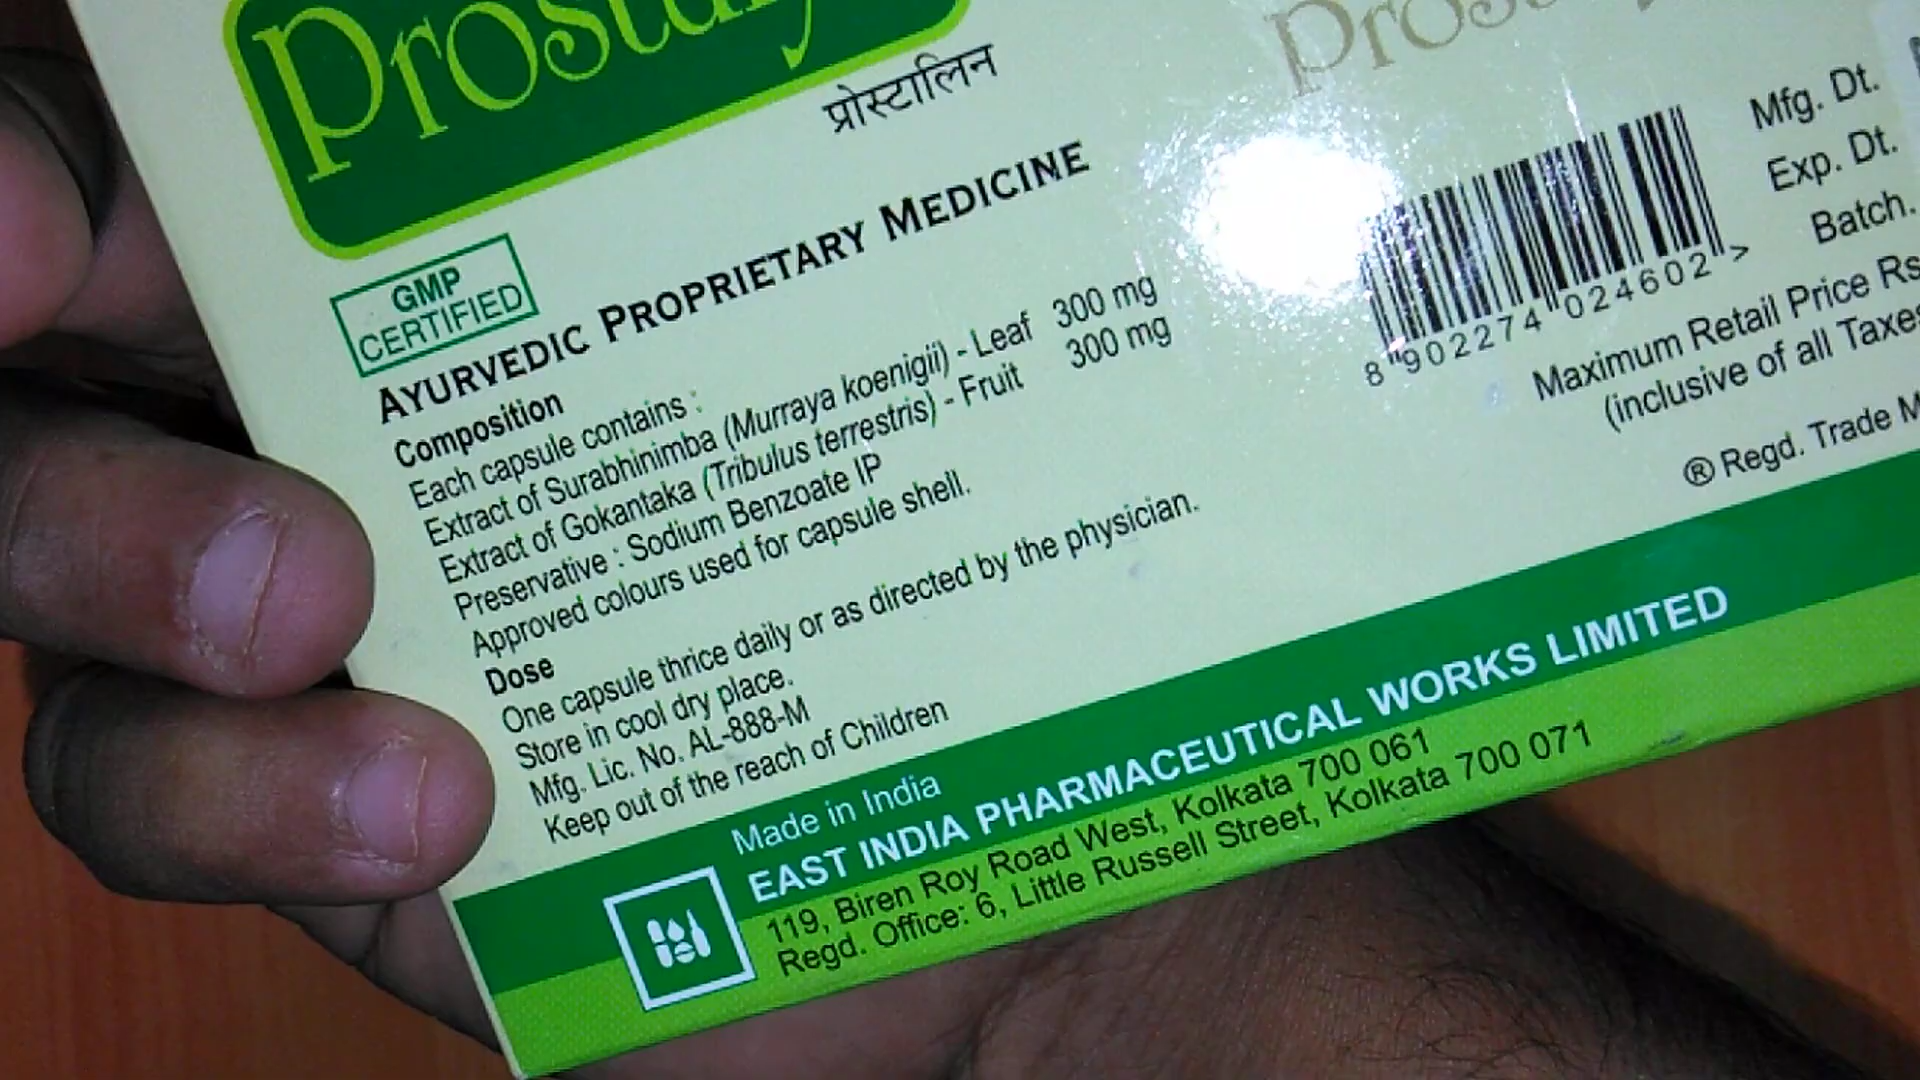 प्रोस्टालिन
GMP
CERTIFIED
AYURVEDIC PROPRIETARY MEDICINE
Composition
Each capsule contains :
Extract of Surabhinimba (Murraya koenigii) - Leaf 300 mg
Extract of Gokantaka (Tribulus terrestris) - Fruit 300 mg
Preservative : Sodium Benzoate IP
Approved colours used for capsule shell.
Dose
One capsule thrice daily or as directed by the physician.
Store in cool dry place.
Mfg. Lic. No. AL-888-M
Keep out of the reach of Children
8 902274 024602 >
Mfg. Dt.
Exp. Dt.
Batch.
Maximum Retail Price Rs
(inclusive of all Taxes
® Regd. Trade M
Made in India
EAST INDIA PHARMACEUTICAL WORKS LIMITED
119, Biren Roy Road West, Kolkata 700 061
Regd. Office: 6, Little Russell Street, Kolkata 700 071